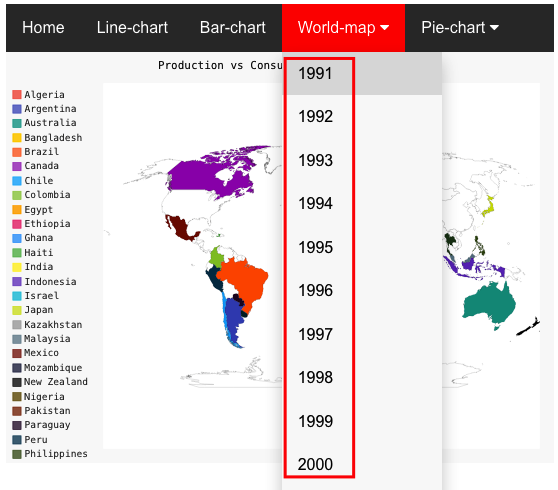 Home Line-chart Bar-chart World-map Pie-chart
Production vs Consu
Algeria
Argentina
Australia
Bangladesh
Brazil
Canada
Chile
Colombia
Egypt
Ethiopia
Ghana
Haiti
India
Indonesia
Israel
Japan
Kazakhstan
Malaysia
Mexico
Mozambique
New Zealand
Nigeria
Pakistan
Paraguay
Peru
Philippines
1991
1992
1993
1994
1995
1996
1997
1998
1999
2000